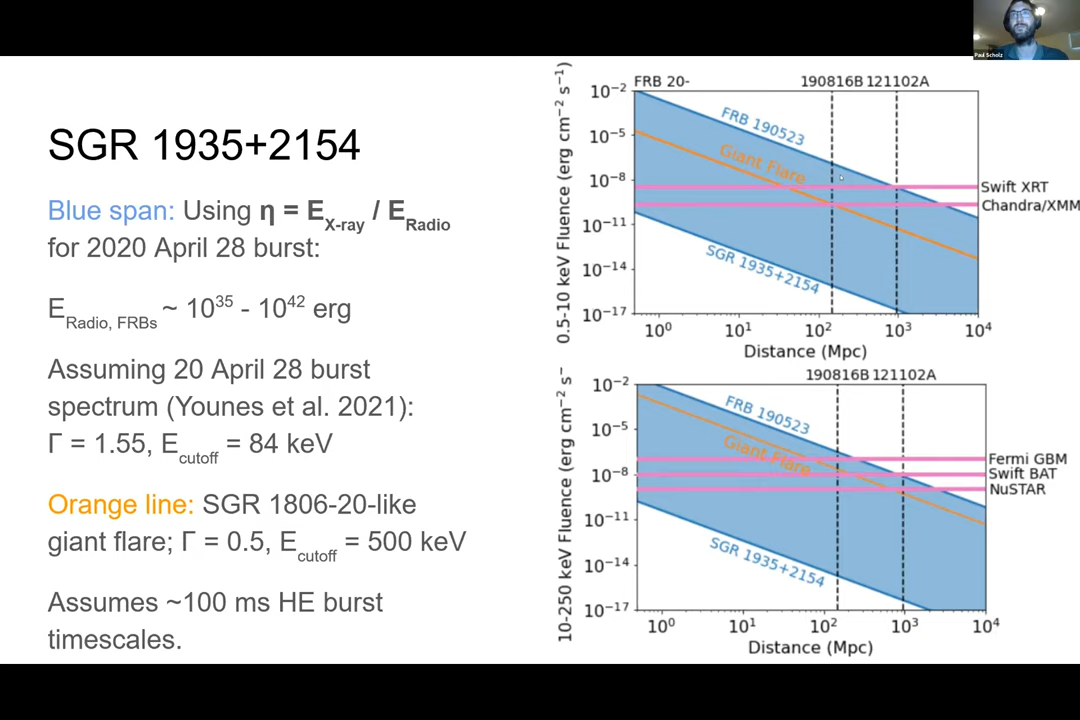 Paul Scholz
SGR 1935+2154
Blue span: Using η = E_X-ray / E_Radio
for 2020 April 28 burst:
E_Radio, FRBs ~ 10^35 - 10^42 erg
Assuming 20 April 28 burst
spectrum (Younes et al. 2021):
Γ = 1.55, E_cutoff = 84 keV
Orange line: SGR 1806-20-like
giant flare; Γ = 0.5, E_cutoff = 500 keV
Assumes ~100 ms HE burst
timescales.
FRB 20- 190816B 121102A
0.5-10 keV Fluence (erg cm^−2 s^−1)
10^−2
10^−5
10^−8
10^−11
10^−14
10^−17
FRB 190523
Giant Flare
SGR 1935+2154
Swift XRT
Chandra/XMM
10^0 10^1 10^2 10^3 10^4
Distance (Mpc)
190816B 121102A
10-250 keV Fluence (erg cm^−2 s^−
10^−2
10^−5
10^−8
10^−11
10^−14
10^−17
FRB 190523
Giant Flare
SGR 1935+2154
Fermi GBM
Swift BAT
NuSTAR
10^0 10^1 10^2 10^3 10^4
Distance (Mpc)